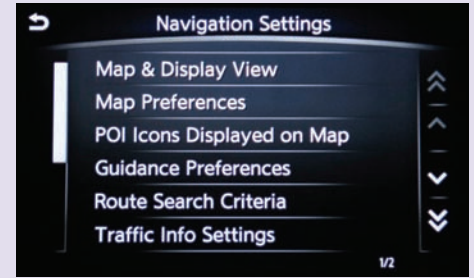 Navigation Settings
Map & Display View
Map Preferences
POI Icons Displayed on Map
Guidance Preferences
Route Search Criteria
Traffic Info Settings
1/2